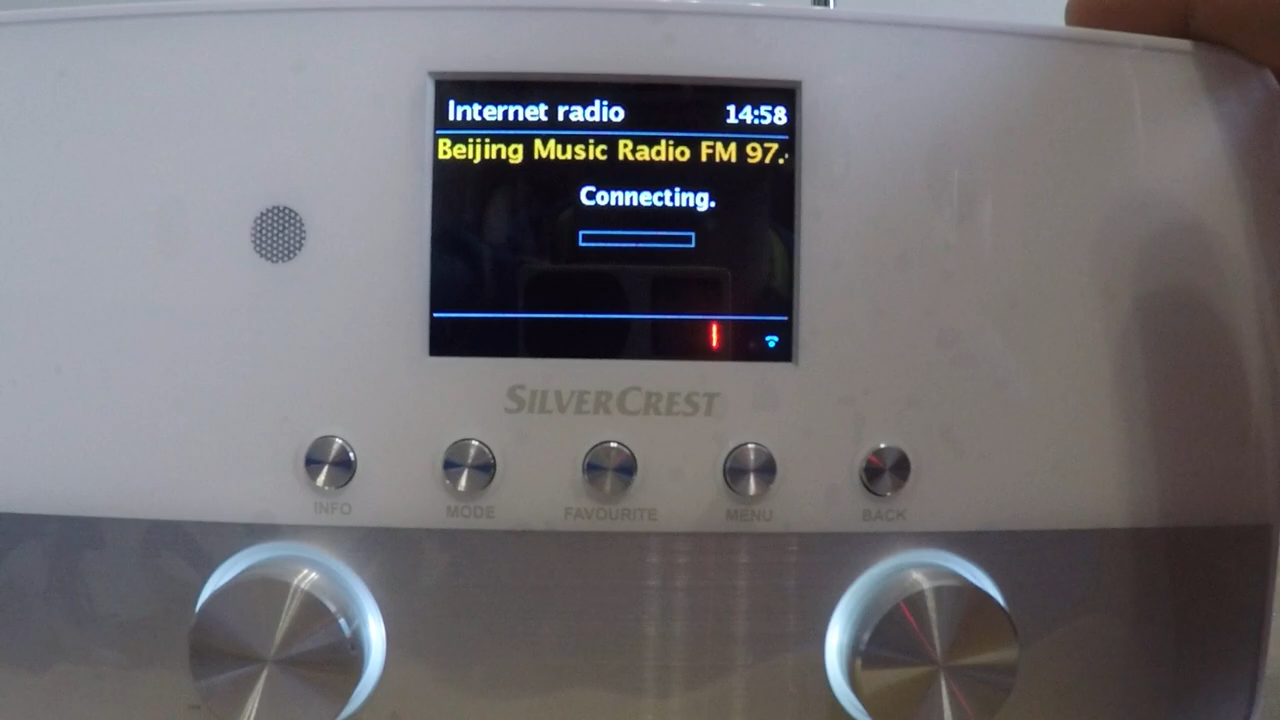 Internet radio 14:58
Beijing Music Radio FM 97.
Connecting.
SILVERCREST
INFO MODE FAVOURITE MENU BACK